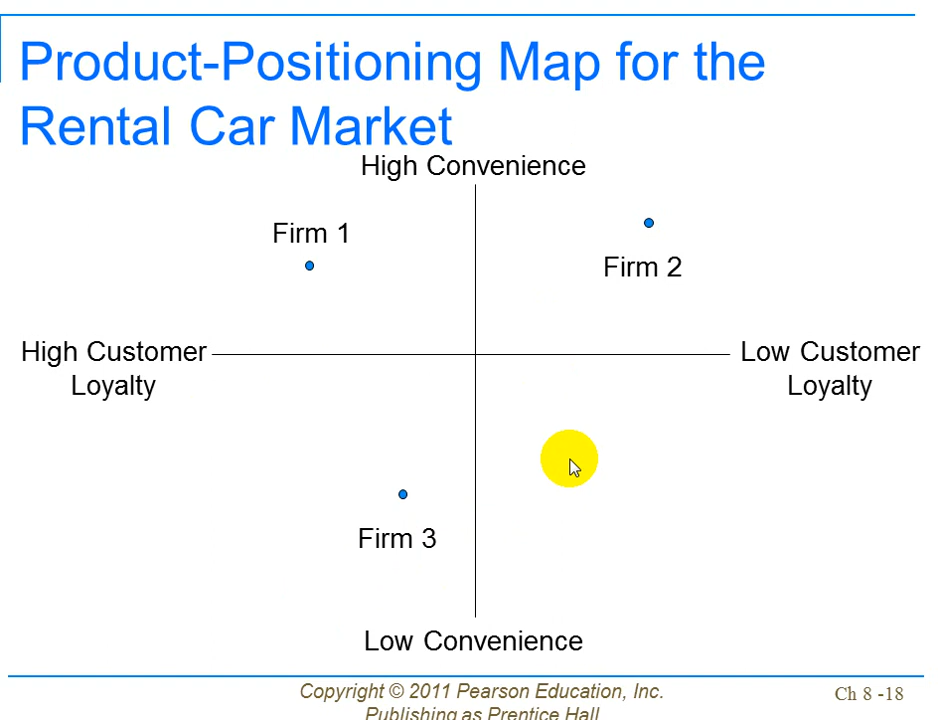 Product-Positioning Map for the
Rental Car Market
High Convenience
Firm 1
Firm 2
High Customer
Loyalty
Low Customer
Loyalty
Firm 3
Low Convenience
Copyright © 2011 Pearson Education, Inc.
Publishing as Prentice Hall
Ch 8 -18